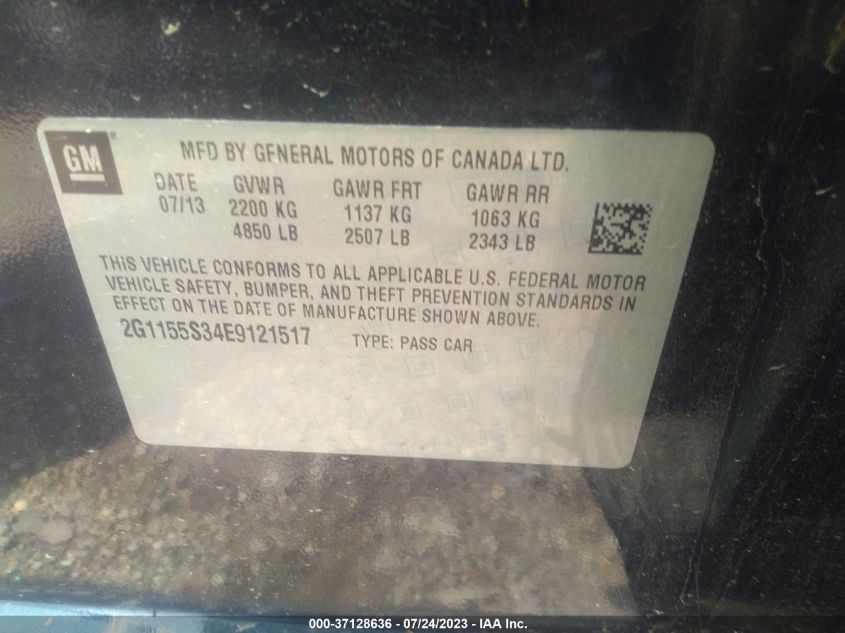 GM
MFD BY GENERAL MOTORS OF CANADA LTD.
DATE GVWR GAWR FRT GAWR RR
07/13 2200 KG 1137 KG 1063 KG
4850 LB 2507 LB 2343 LB
THIS VEHICLE CONFORMS TO ALL APPLICABLE U.S. FEDERAL MOTOR
VEHICLE SAFETY, BUMPER, AND THEFT PREVENTION STANDARDS IN
EFFECT ON THE DATE OF MANUFACTURE SHOWN ABOVE.
2G1155S34E9121517 TYPE: PASS CAR
000-37128636 - 07/24/2023 - IAA Inc.